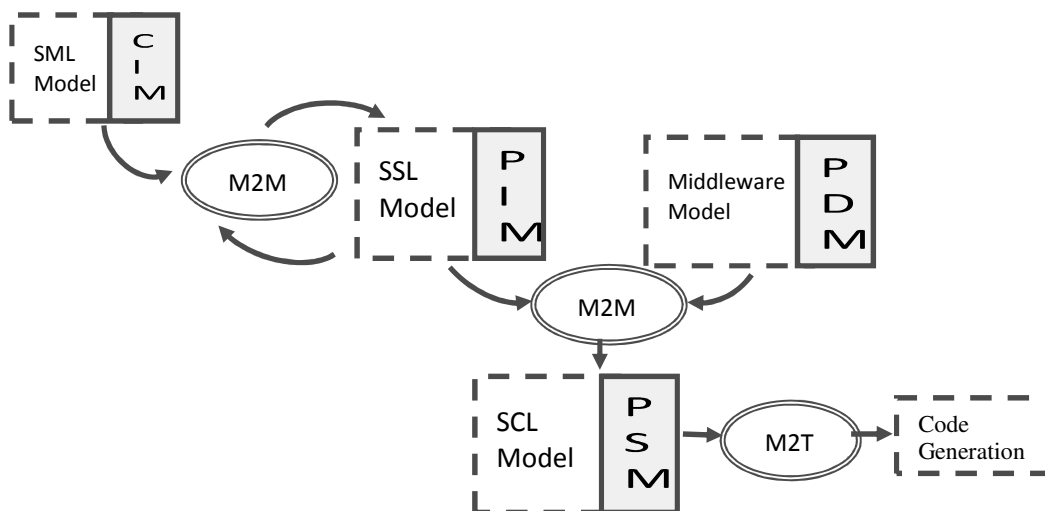 SML
Model
C
I
M
M2M
SSL
Model
P
I
M
Middleware
Model
P
D
M
M2M
SCL
Model
P
S
M
M2T
Code
Generation